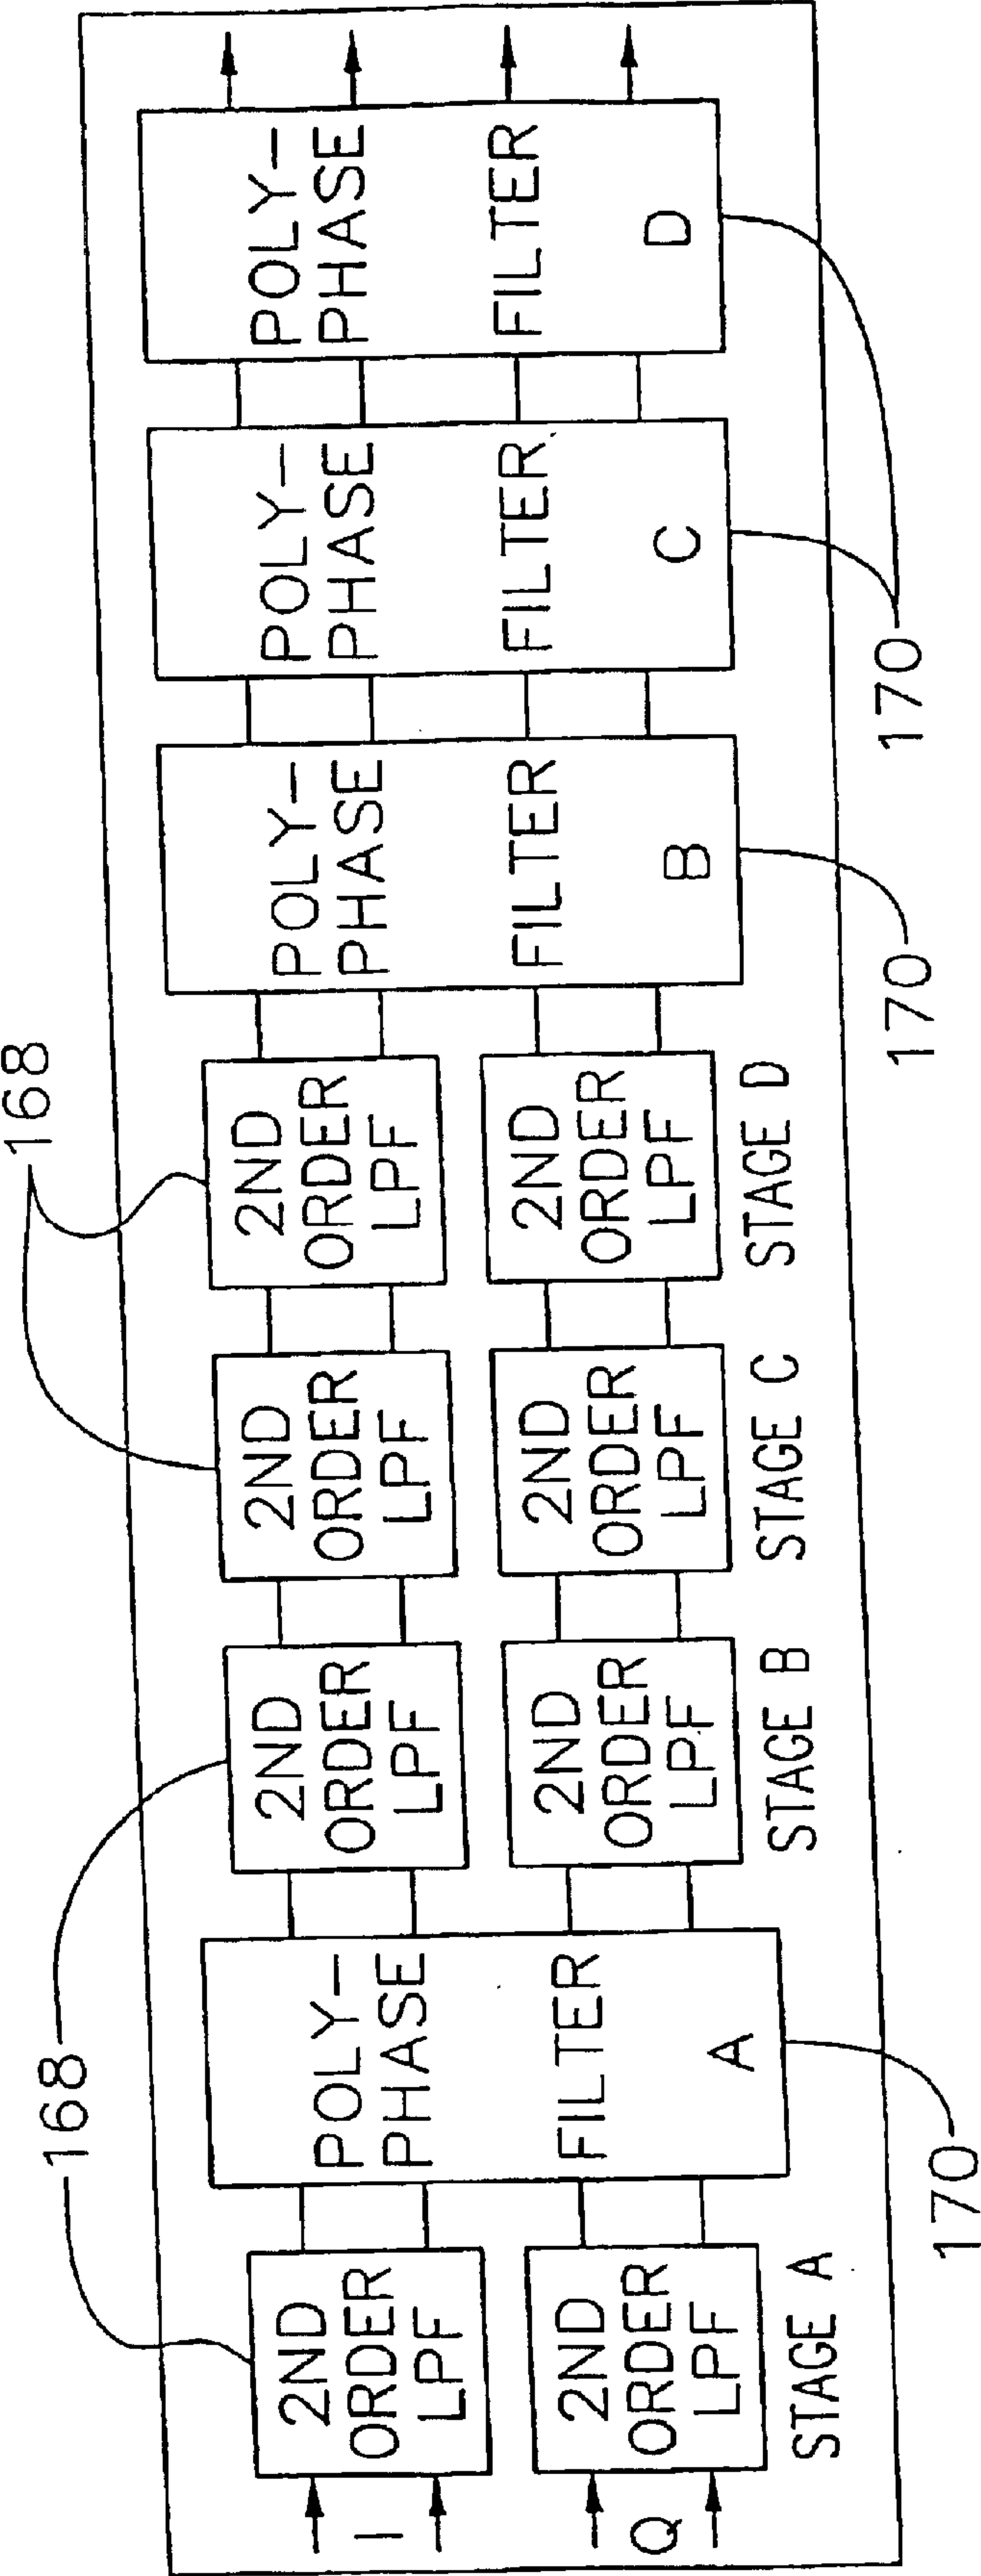 168
168
I
2ND
ORDER
LPF
POLY-
PHASE
FILTER
A
2ND
ORDER
LPF
2ND
ORDER
LPF
2ND
ORDER
LPF
POLY-
PHASE
FILTER
B
POLY-
PHASE
FILTER
C
POLY-
PHASE
FILTER
D
Q
2ND
ORDER
LPF
2ND
ORDER
LPF
2ND
ORDER
LPF
2ND
ORDER
LPF
STAGE A
STAGE B
STAGE C
STAGE D
170
170
170